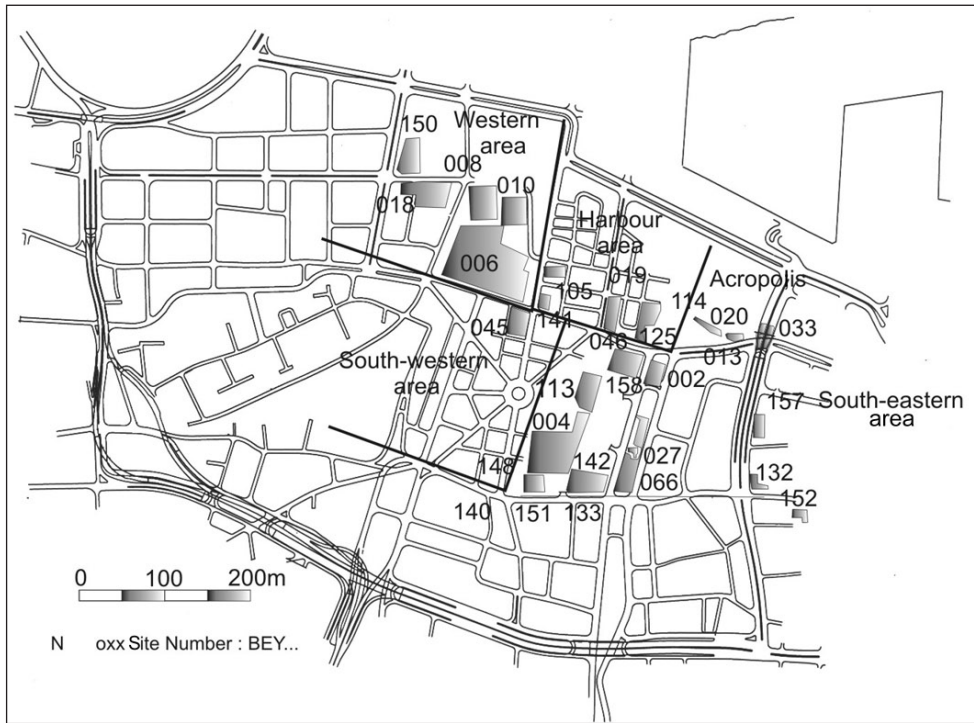 150
Western
area
008
010
018
Harbour
area
006
019
105
Acropolis
114
020
033
045
141
046
125
013
South-western
area
113
158
002
157
South-eastern
area
004
148
142
027
132
066
152
140
151
133
0
100
200m
N
oxx Site Number : BEY...